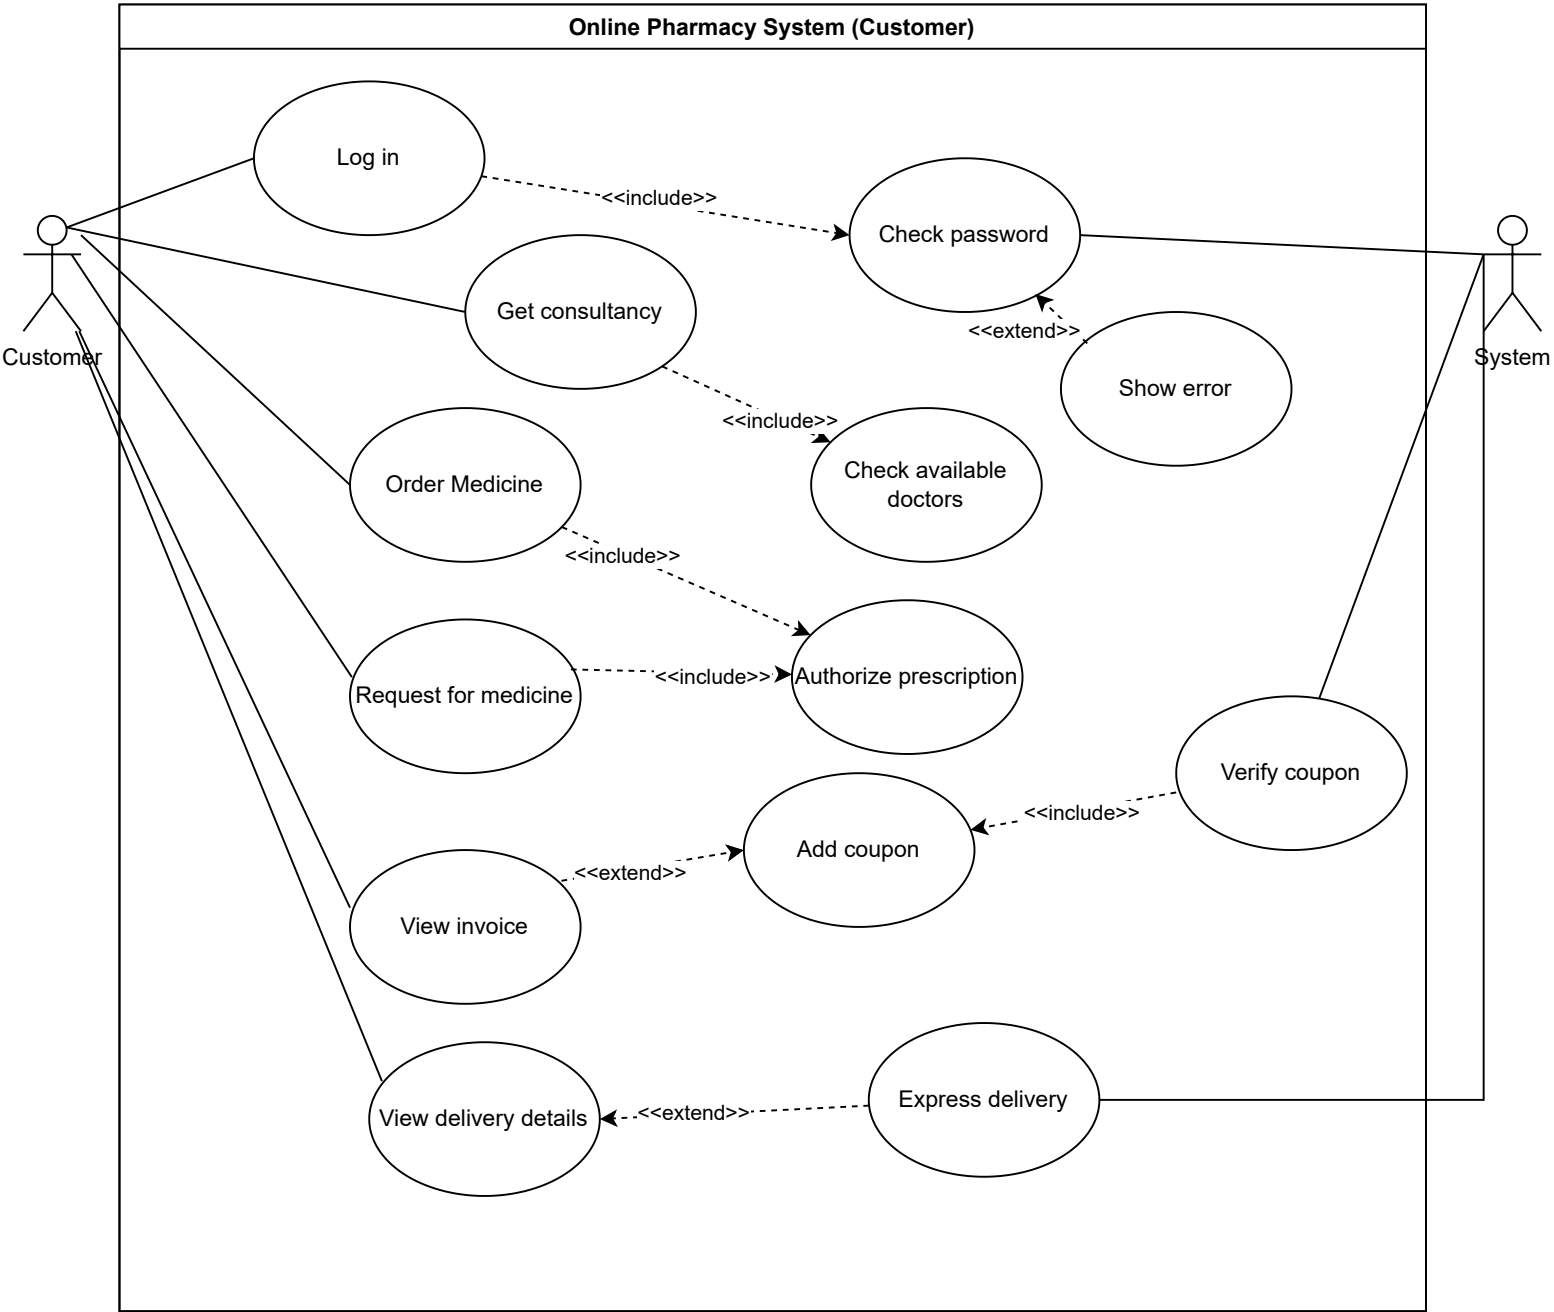 Online Pharmacy System (Customer)
Log in
<<include>>
Check password
Get consultancy
<<extend>>
Customer
System
Show error
<<include>>
Check available
doctors
Order Medicine
<<include>>
Request for medicine
<<include>>
Authorize prescription
Verify coupon
<<include>>
Add coupon
<<extend>>
View invoice
Express delivery
<<extend>>
View delivery details